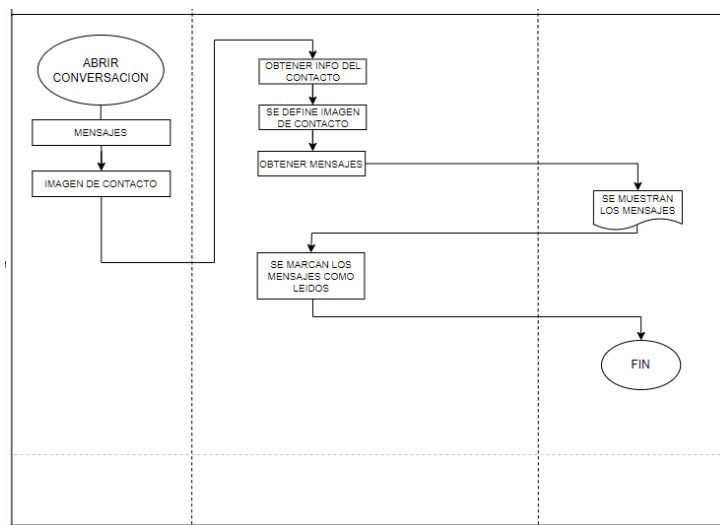 ABRIR
CONVERSACION
MENSAJES
IMAGEN DE CONTACTO
OBTENER INFO DEL
CONTACTO
SE DEFINE IMAGEN
DE CONTACTO
OBTENER MENSAJES
SE MUESTRAN
LOS MENSAJES
SE MARCAN LOS
MENSAJES COMO
LEIDOS
FIN